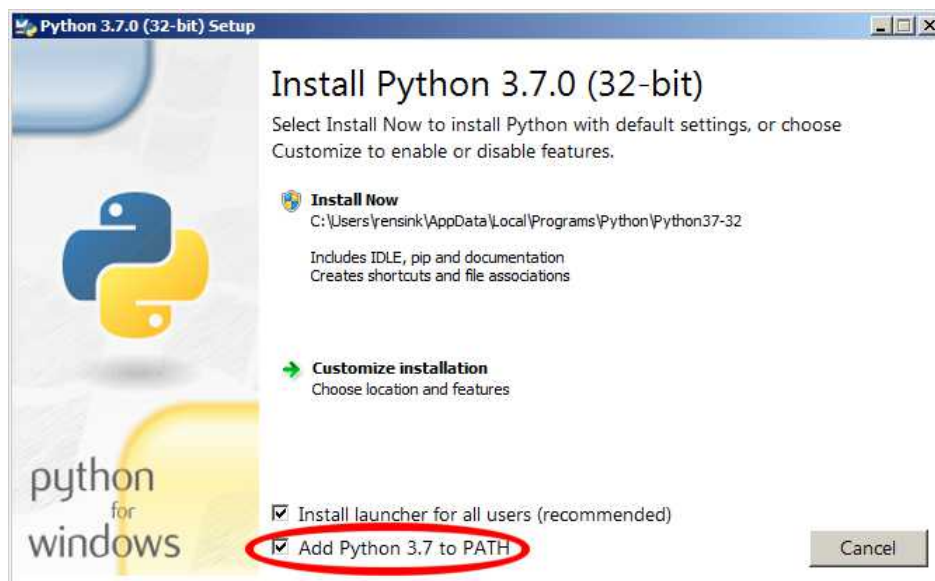 Python 3.7.0 (32-bit) Setup
Install Python 3.7.0 (32-bit)
Select Install Now to install Python with default settings, or choose
Customize to enable or disable features.
Install Now
C:\Users\rensink\AppData\Local\Programs\Python\Python37-32
Includes IDLE, pip and documentation
Creates shortcuts and file associations
Customize installation
Choose location and features
python
for
windows
Install launcher for all users (recommended)
Add Python 3.7 to PATH
Cancel